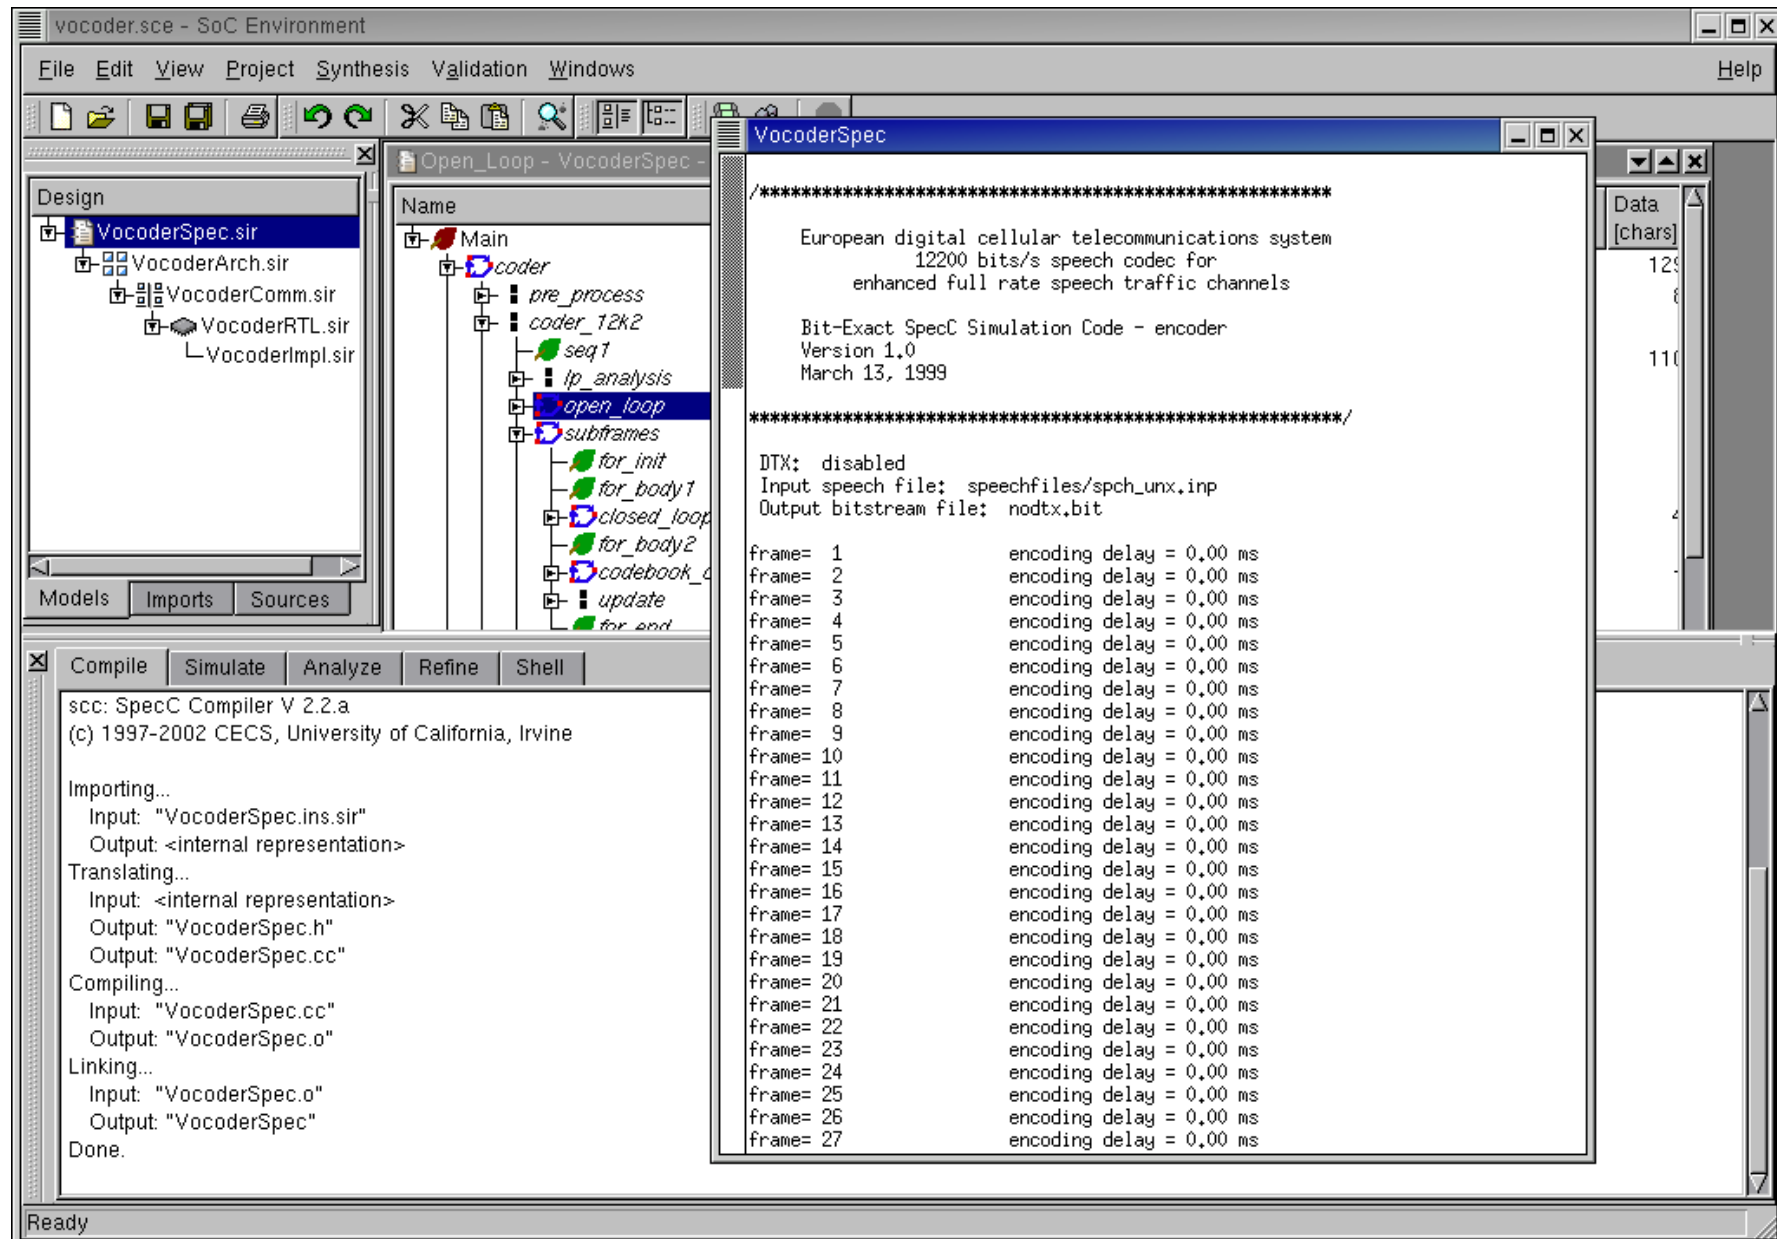 vocoder.sce - SoC Environment
File Edit View Project Synthesis Validation Windows Help
Design
VocoderSpec.sir
VocoderArch.sir
VocoderComm.sir
VocoderRTL.sir
VocoderImpl.sir
Models Imports Sources
Open_Loop - VocoderSpec -
Name
Main
coder
pre_process
coder_12k2
seq1
lp_analysis
open_loop
subframes
for_init
for_body1
closed_loop
for_body2
codebook_
update
for_end
Data
[chars]
VocoderSpec
/*******************************************************
European digital cellular telecommunications system
12200 bits/s speech codec for
enhanced full rate speech traffic channels
Bit-Exact SpecC Simulation Code - encoder
Version 1.0
March 13, 1999
*********************************************************/
DTX: disabled
Input speech file: speechfiles/spch_unx.inp
Output bitstream file: nodtx.bit
frame= 1 encoding delay = 0.00 ms
frame= 2 encoding delay = 0.00 ms
frame= 3 encoding delay = 0.00 ms
frame= 4 encoding delay = 0.00 ms
frame= 5 encoding delay = 0.00 ms
frame= 6 encoding delay = 0.00 ms
frame= 7 encoding delay = 0.00 ms
frame= 8 encoding delay = 0.00 ms
frame= 9 encoding delay = 0.00 ms
frame= 10 encoding delay = 0.00 ms
frame= 11 encoding delay = 0.00 ms
frame= 12 encoding delay = 0.00 ms
frame= 13 encoding delay = 0.00 ms
frame= 14 encoding delay = 0.00 ms
frame= 15 encoding delay = 0.00 ms
frame= 16 encoding delay = 0.00 ms
frame= 17 encoding delay = 0.00 ms
frame= 18 encoding delay = 0.00 ms
frame= 19 encoding delay = 0.00 ms
frame= 20 encoding delay = 0.00 ms
frame= 21 encoding delay = 0.00 ms
frame= 22 encoding delay = 0.00 ms
frame= 23 encoding delay = 0.00 ms
frame= 24 encoding delay = 0.00 ms
frame= 25 encoding delay = 0.00 ms
frame= 26 encoding delay = 0.00 ms
frame= 27 encoding delay = 0.00 ms
Compile Simulate Analyze Refine Shell
scc: SpecC Compiler V 2.2.a
(c) 1997-2002 CECS, University of California, Irvine
Importing...
Input: "VocoderSpec.ins.sir"
Output: <internal representation>
Translating...
Input: <internal representation>
Output: "VocoderSpec.h"
Output: "VocoderSpec.cc"
Compiling...
Input: "VocoderSpec.cc"
Output: "VocoderSpec.o"
Linking...
Input: "VocoderSpec.o"
Output: "VocoderSpec"
Done.
Ready